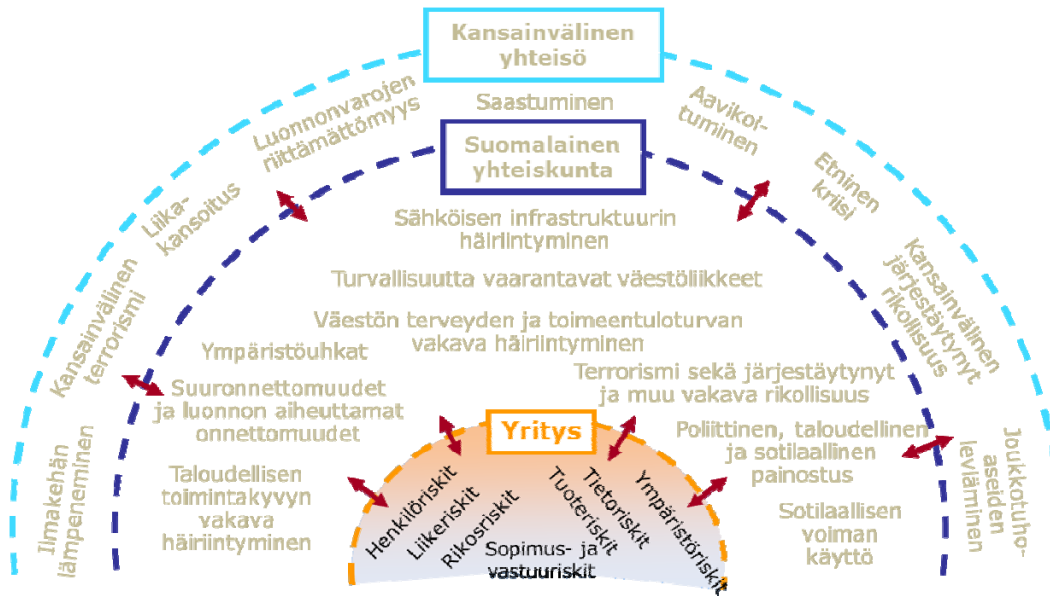 Kansainvälinen
yhteisö
Saastuminen
Luonnonvarojen
riittämättömyys
Aavikoi-
tuminen
Liika-
kansoitus
Etninen
kriisi
Kansainvälinen
terrorismi
Kansainvälinen
järjestäytynyt
rikollisuus
Ilmakehän
lämpeneminen
Joukkotuho-
aseiden
leviäminen
Suomalainen
yhteiskunta
Sähköisen infrastruktuurin
häiriintyminen
Turvallisuutta vaarantavat väestöliikkeet
Väestön terveyden ja toimeentuloturvan
vakava häiriintyminen
Ympäristöuhkat
Suuronnettomuudet
ja luonnon aiheuttamat
onnettomuudet
Terrorismi sekä järjestäytynyt
ja muu vakava rikollisuus
Taloudellisen
toimintakyvyn
vakava
häiriintyminen
Poliittinen, taloudellinen
ja sotilaallinen
painostus
Sotilaallisen
voiman
käyttö
Yritys
Henkilöriskit
Liikeriskit
Rikosriskit
Tuoteriskit
Tietoriskit
Ympäristöriskit
Sopimus- ja
vastuuriskit